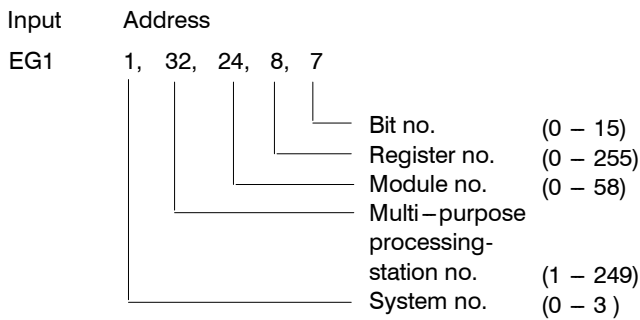 Input Address
EG1 1, 32, 24, 8, 7
Bit no. (0 – 15)
Register no. (0 – 255)
Module no. (0 – 58)
Multi–purpose
processing-
station no. (1 – 249)
System no. (0 – 3 )